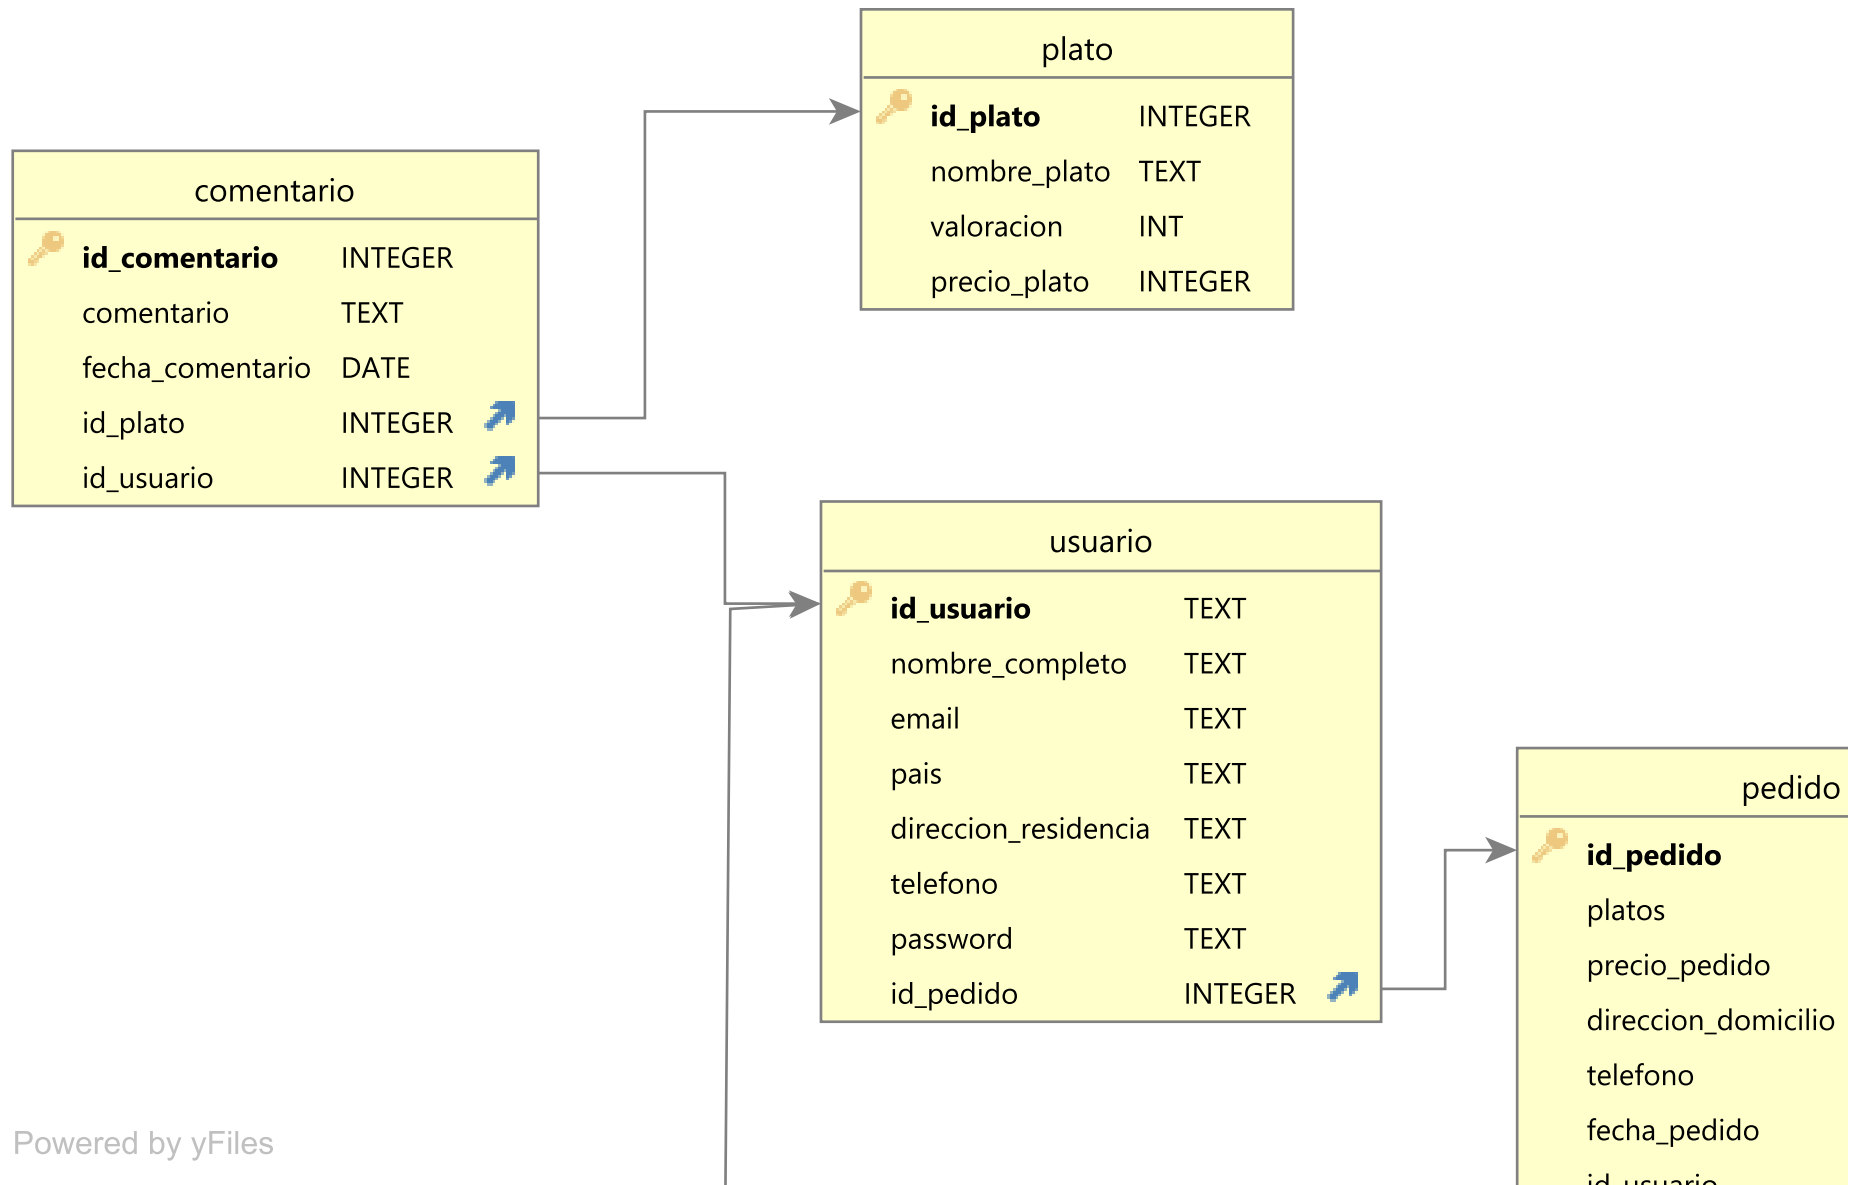 plato
id_plato INTEGER
nombre_plato TEXT
valoracion INT
precio_plato INTEGER
comentario
id_comentario INTEGER
comentario TEXT
fecha_comentario DATE
id_plato INTEGER
id_usuario INTEGER
usuario
id_usuario TEXT
nombre_completo TEXT
email TEXT
pais TEXT
direccion_residencia TEXT
telefono TEXT
password TEXT
id_pedido INTEGER
pedido
id_pedido
platos
precio_pedido
direccion_domicilio
telefono
fecha_pedido
id_usuario
Powered by yFiles